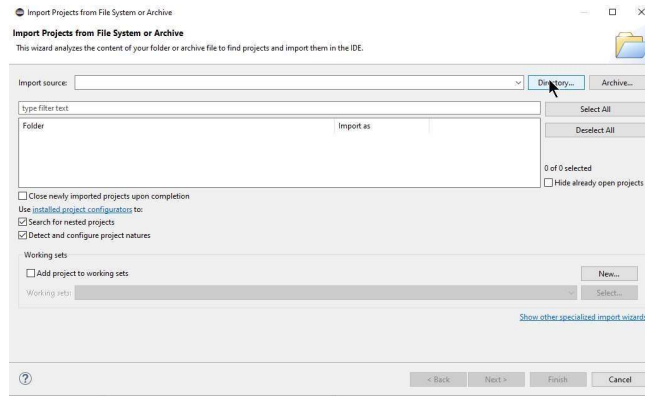 Import Projects from File System or Archive
Import Projects from File System or Archive
This wizard analyzes the content of your folder or archive file to find projects and import them in the IDE.
Import source:
Directory...
Archive...
type filter text
Select All
Folder
Import as
Deselect All
0 of 0 selected
Hide already open projects
Close newly imported projects upon completion
Use installed project configurators to:
Search for nested projects
Detect and configure project natures
Working sets
Add project to working sets
New...
Working sets:
Select...
Show other specialized import wizards
< Back
Next >
Finish
Cancel